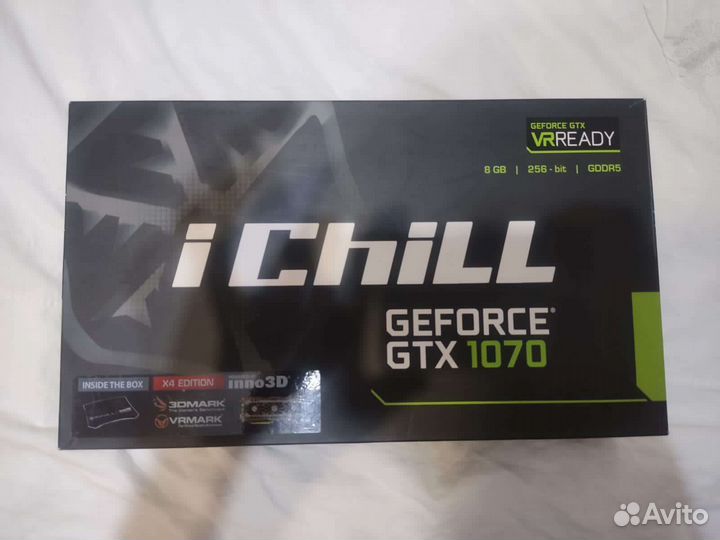 GEFORCE GTX
VRREADY
8 GB | 256 - bit | GDDR5
iChiLL
GEFORCE®
GTX 1070
INSIDE THE BOX
X4 EDITION
inno3D
3DMARK
VRMARK
Avito